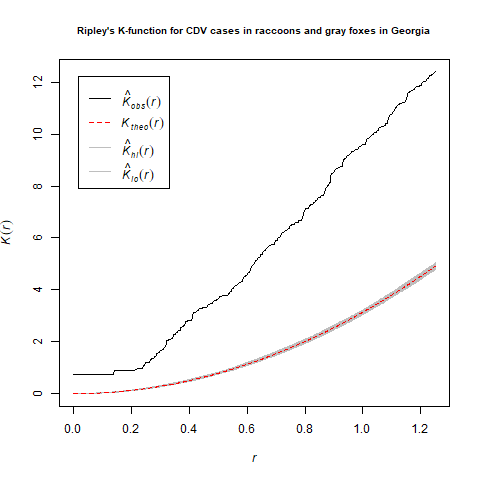 Ripley's K-function for CDV cases in raccoons and gray foxes in Georgia
K̂obs(r)
Ktheo(r)
K̂hi(r)
K̂lo(r)
K(r)
12
10
8
6
4
2
0
0.0 0.2 0.4 0.6 0.8 1.0 1.2
r